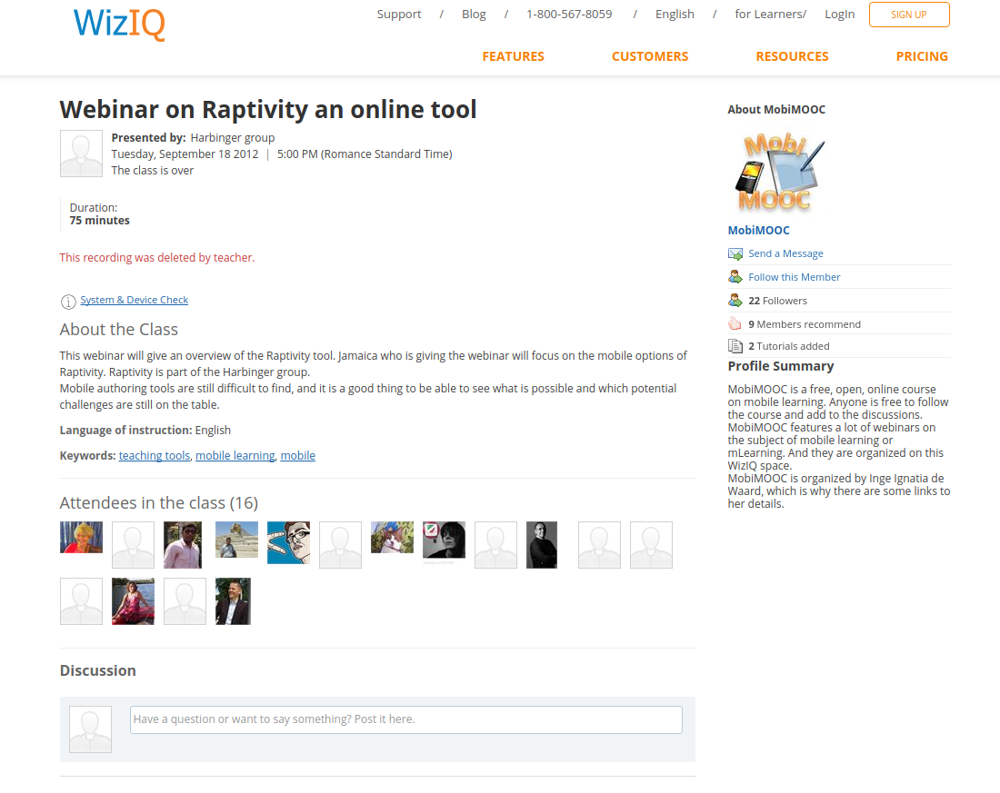 WizIQ
Support / Blog / 1-800-567-8059 / English / for Learners/ LogIn SIGN UP
FEATURES CUSTOMERS RESOURCES PRICING
Webinar on Raptivity an online tool
Presented by: Harbinger group
Tuesday, September 18 2012 | 5:00 PM (Romance Standard Time)
The class is over
Duration:
75 minutes
This recording was deleted by teacher.
System & Device Check
About the Class
This webinar will give an overview of the Raptivity tool. Jamaica who is giving the webinar will focus on the mobile options of
Raptivity. Raptivity is part of the Harbinger group.
Mobile authoring tools are still difficult to find, and it is a good thing to be able to see what is possible and which potential
challenges are still on the table.
Language of instruction: English
Keywords: teaching tools, mobile learning, mobile
Attendees in the class (16)
Discussion
Have a question or want to say something? Post it here.
About MobiMOOC
Mobi
MOOC
MobiMOOC
Send a Message
Follow this Member
22 Followers
9 Members recommend
2 Tutorials added
Profile Summary
MobiMOOC is a free, open, online course
on mobile learning. Anyone is free to follow
the course and add to the discussions.
MobiMOOC features a lot of webinars on
the subject of mobile learning or
mLearning. And they are organized on this
WizIQ space.
MobiMOOC is organized by Inge Ignatia de
Waard, which is why there are some links to
her details.